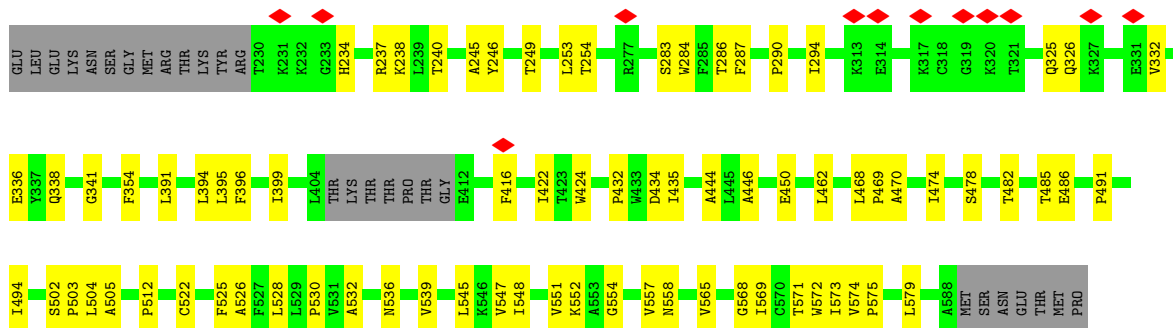 GLU LEU GLU LYS ASN SER GLY MET ARG THR LYS TYR ARG T230 K231 K232 G233 H234 R237 K238 L239 T240 A245 Y246 T249 L253 T254 R277 S283 W284 F285 T286 F287 P290 I294 K313 E314 K317 C318 G319 K320 T321 Q325 Q326 K327 E331 V332
E336 Y337 Q338 G341 F354 L391 L394 L395 F396 I399 L404 THR LYS THR THR PRO THR GLY E412 F416 I422 T423 W424 P432 W433 D434 I435 A444 L445 A446 E450 L462 L468 P469 A470 I474 S478 T482 T485 E486 P491
I494 S502 P503 L504 A505 P512 C522 F525 A526 F527 L528 L529 P530 V531 A532 N536 V539 L545 K546 V547 I548 V551 K552 A553 G554 V557 N558 V565 G568 I569 C570 T571 W572 I573 V574 P575 L579 A588 MET SER ASN GLU THR MET PRO